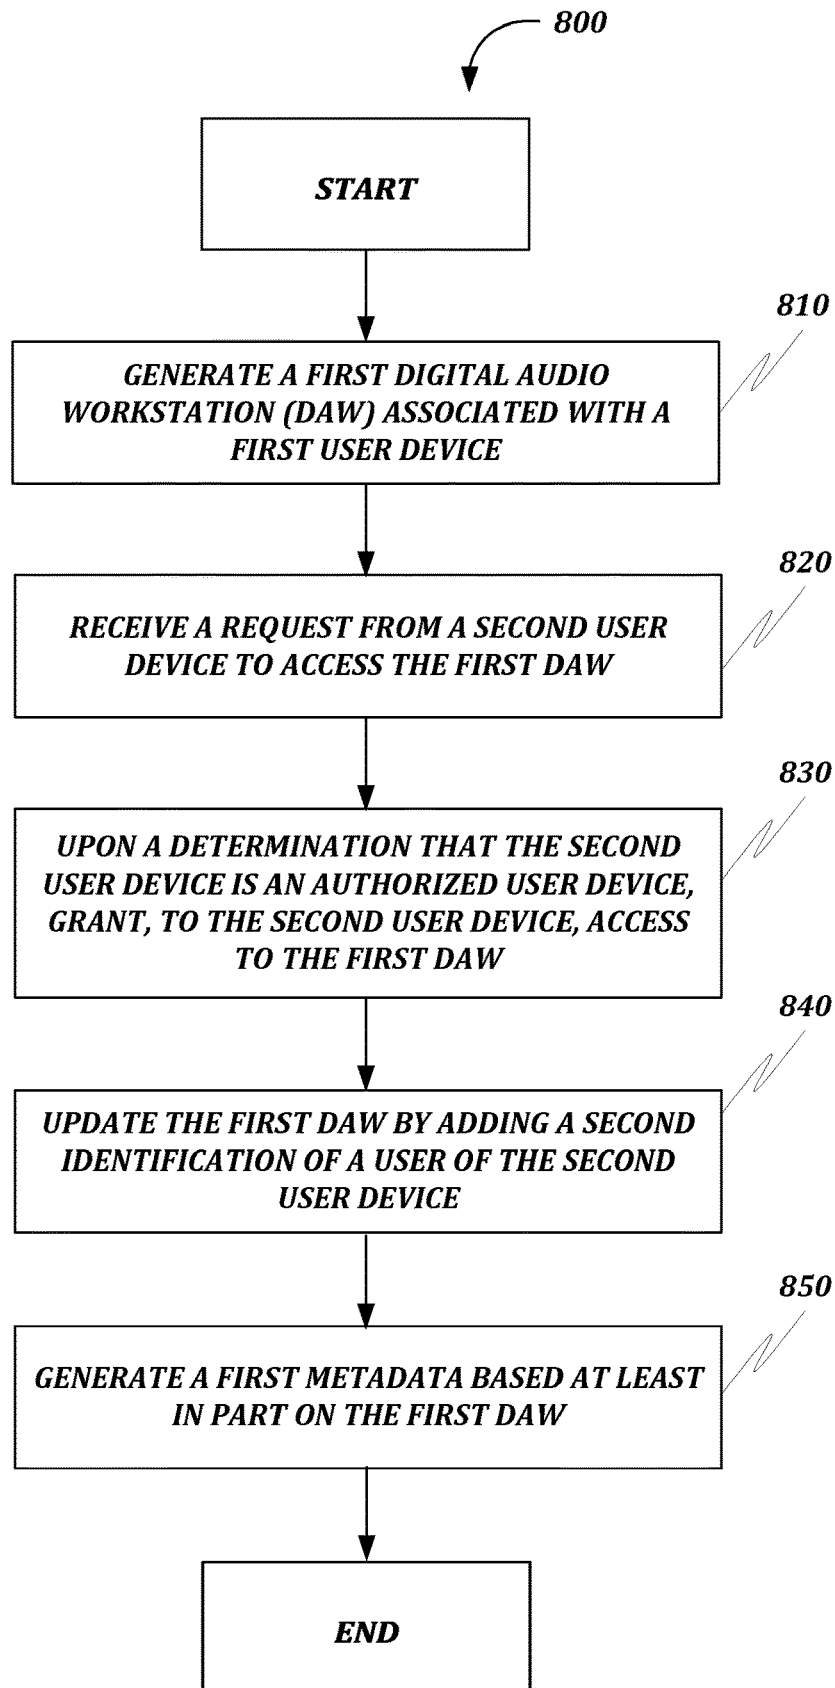 800
START
810
GENERATE A FIRST DIGITAL AUDIO
WORKSTATION (DAW) ASSOCIATED WITH A
FIRST USER DEVICE
820
RECEIVE A REQUEST FROM A SECOND USER
DEVICE TO ACCESS THE FIRST DAW
830
UPON A DETERMINATION THAT THE SECOND
USER DEVICE IS AN AUTHORIZED USER DEVICE,
GRANT, TO THE SECOND USER DEVICE, ACCESS
TO THE FIRST DAW
840
UPDATE THE FIRST DAW BY ADDING A SECOND
IDENTIFICATION OF A USER OF THE SECOND
USER DEVICE
850
GENERATE A FIRST METADATA BASED AT LEAST
IN PART ON THE FIRST DAW
END